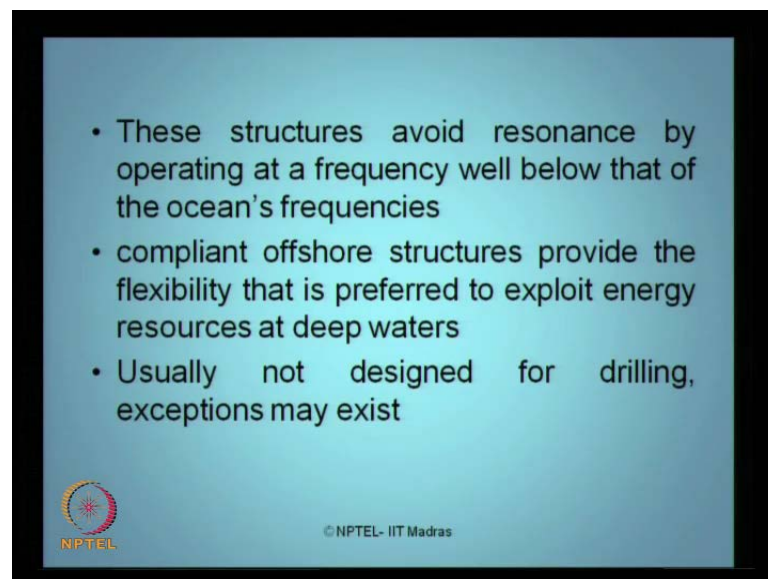 • These structures avoid resonance by
operating at a frequency well below that of
the ocean's frequencies
• compliant offshore structures provide the
flexibility that is preferred to exploit energy
resources at deep waters
• Usually not designed for drilling,
exceptions may exist
NPTEL
©NPTEL- IIT Madras